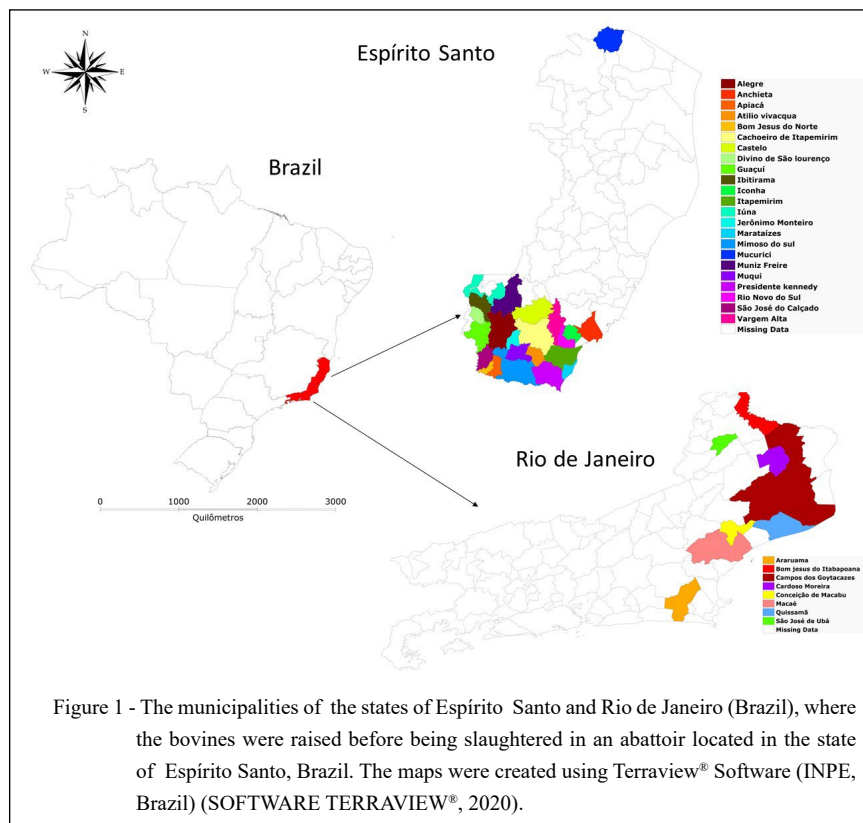 N
W
E
S
Espírito Santo
Alegre
Anchieta
Apiacá
Atilio vivacqua
Bom Jesus do Norte
Cachoeiro de Itapemirim
Castelo
Divino de São lourenço
Guaçuí
Ibitirama
Iconha
Itapemirim
Iúna
Jerônimo Monteiro
Marataízes
Mimoso do sul
Mucurici
Muniz Freire
Muqui
Presidente kennedy
Rio Novo do Sul
São José do Calçado
Vargem Alta
Missing Data
Brazil
0 1000 2000 3000
Quilômetros
Rio de Janeiro
Araruama
Bom jesus do Itabapoana
Campos dos Goytacazes
Cardoso Moreira
Conceição de Macabu
Macaé
Quissamã
São José de Ubá
Missing Data
Figure 1 - The municipalities of the states of Espírito Santo and Rio de Janeiro (Brazil), where
the bovines were raised before being slaughtered in an abattoir located in the state
of Espírito Santo, Brazil. The maps were created using Terraview® Software (INPE,
Brazil) (SOFTWARE TERRAVIEW®, 2020).